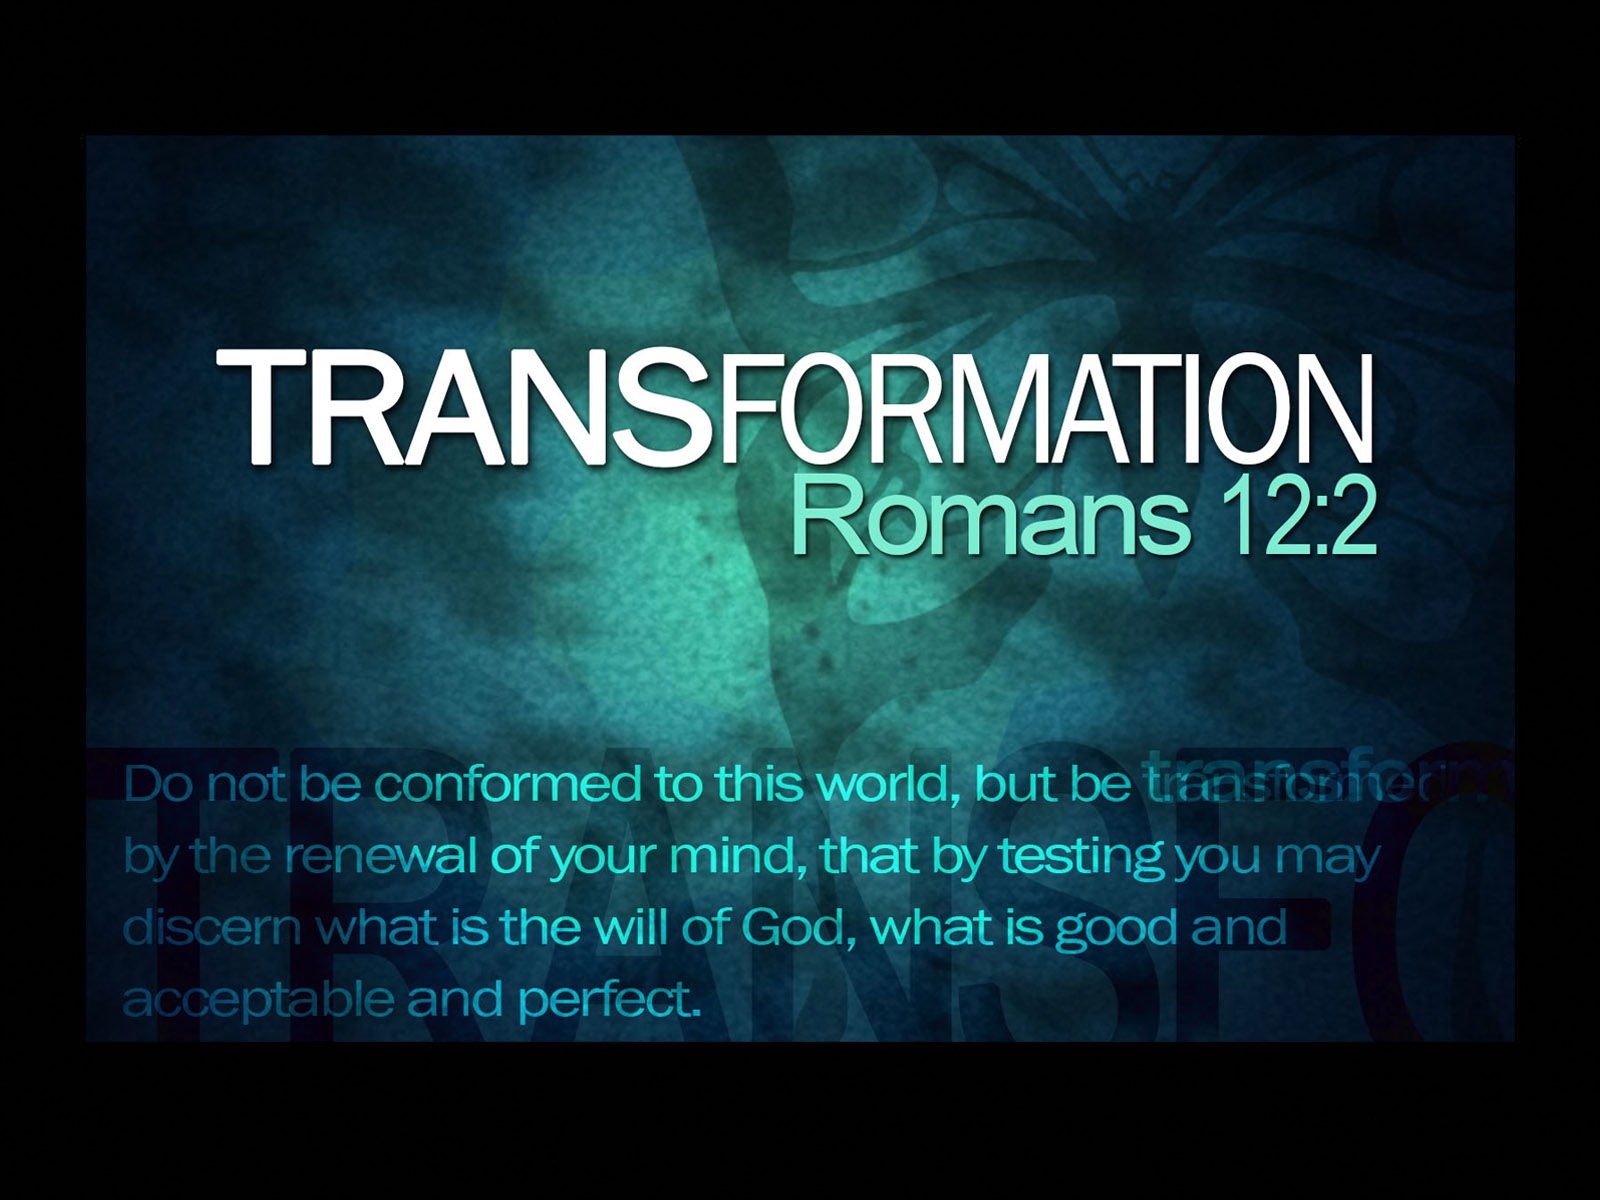 TRANSFORMATION
Romans 12:2
Do not be conformed to this world, but be transformed
by the renewal of your mind, that by testing you may
discern what is the will of God, what is good and
acceptable and perfect.
transform
TRANSFO